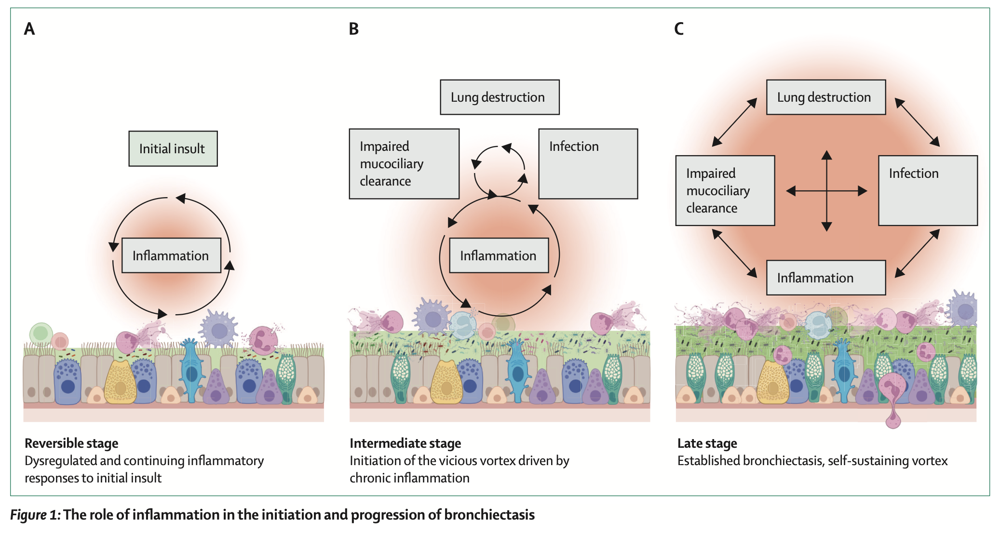 A
Initial insult
Inflammation
Reversible stage
Dysregulated and continuing inflammatory
responses to initial insult
B
Lung destruction
Impaired
mucociliary
clearance
Infection
Inflammation
Intermediate stage
Initiation of the vicious vortex driven by
chronic inflammation
C
Lung destruction
Impaired
mucociliary
clearance
Infection
Inflammation
Late stage
Established bronchiectasis, self-sustaining vortex
Figure 1: The role of inflammation in the initiation and progression of bronchiectasis